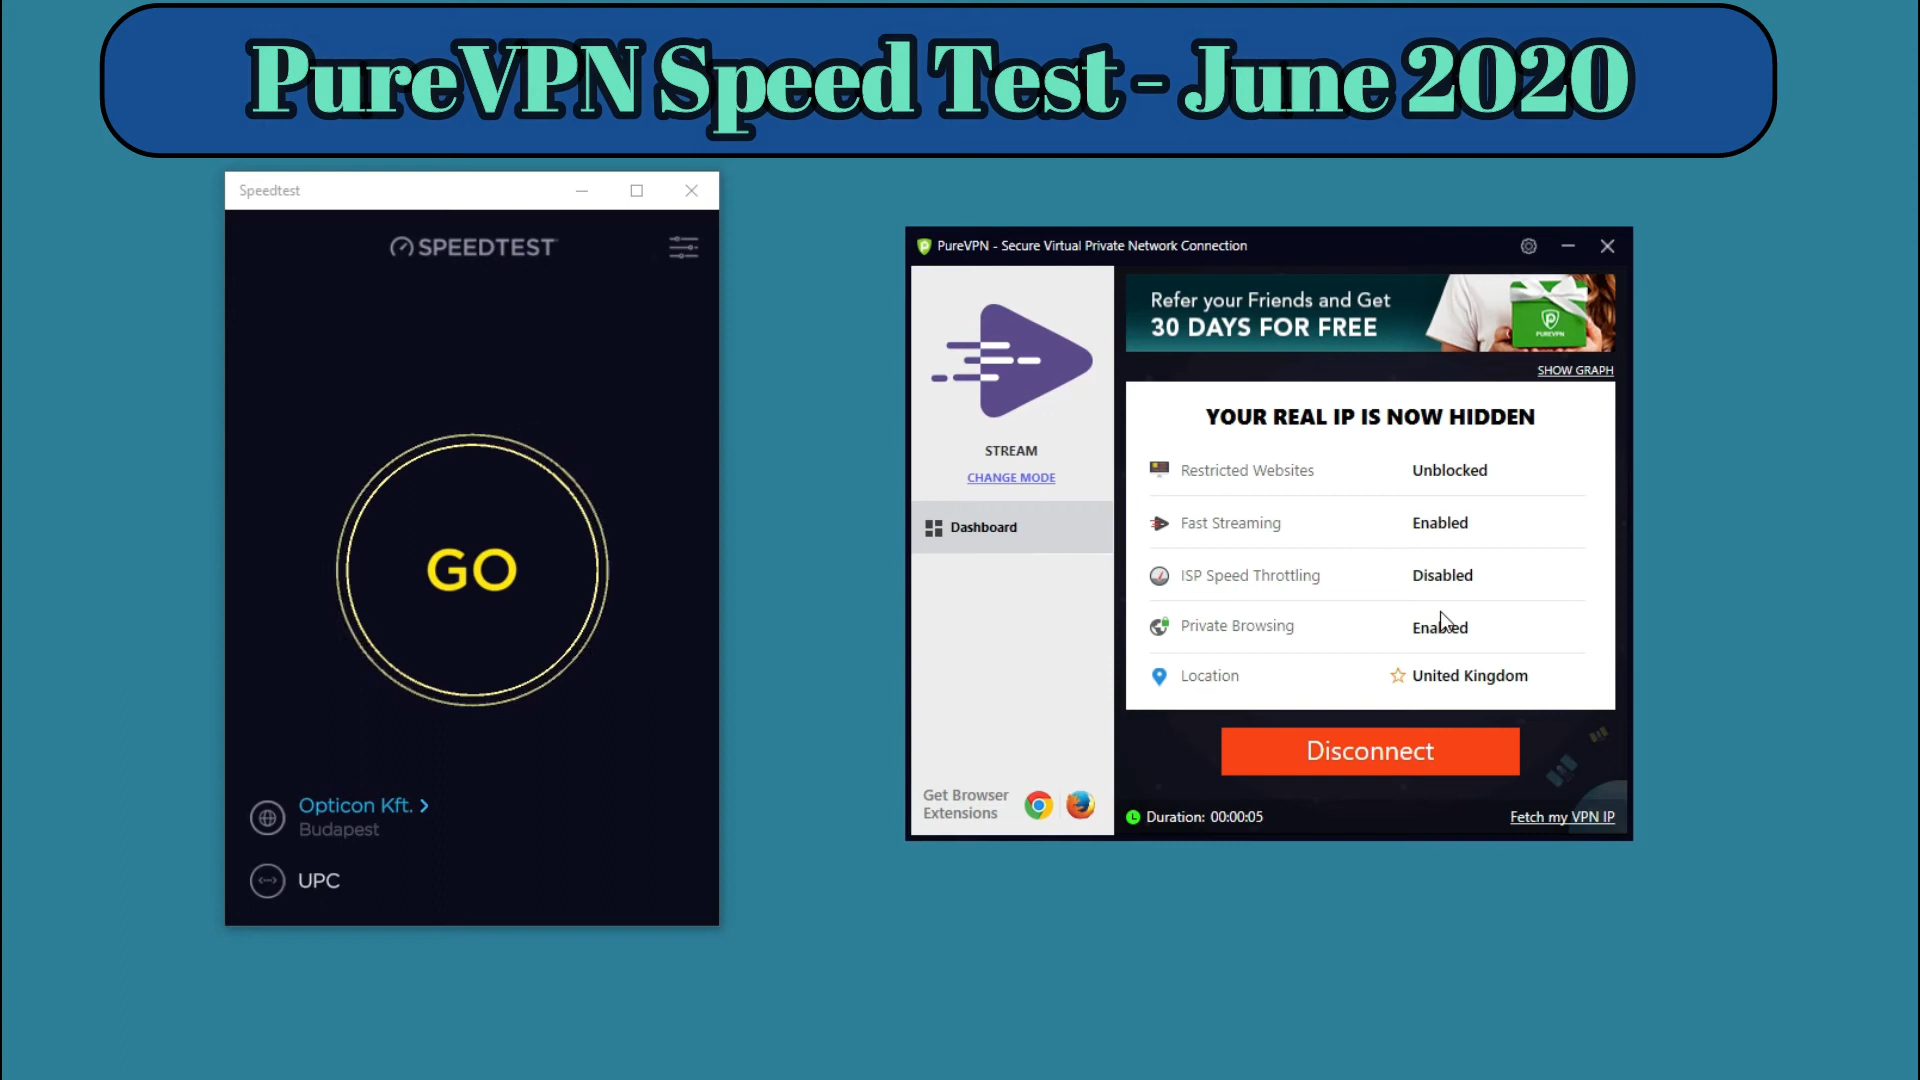 PureVPN Speed Test - June 2020
Speedtest
SPEEDTEST
GO
Opticon Kft.
Budapest
UPC
PureVPN - Secure Virtual Private Network Connection
STREAM
CHANGE MODE
Dashboard
Get Browser
Extensions
Refer your Friends and Get
30 DAYS FOR FREE
PUREVPN
SHOW GRAPH
YOUR REAL IP IS NOW HIDDEN
Restricted Websites Unblocked
Fast Streaming Enabled
ISP Speed Throttling Disabled
Private Browsing Enabled
Location United Kingdom
Disconnect
Duration: 00:00:05
Fetch my VPN IP